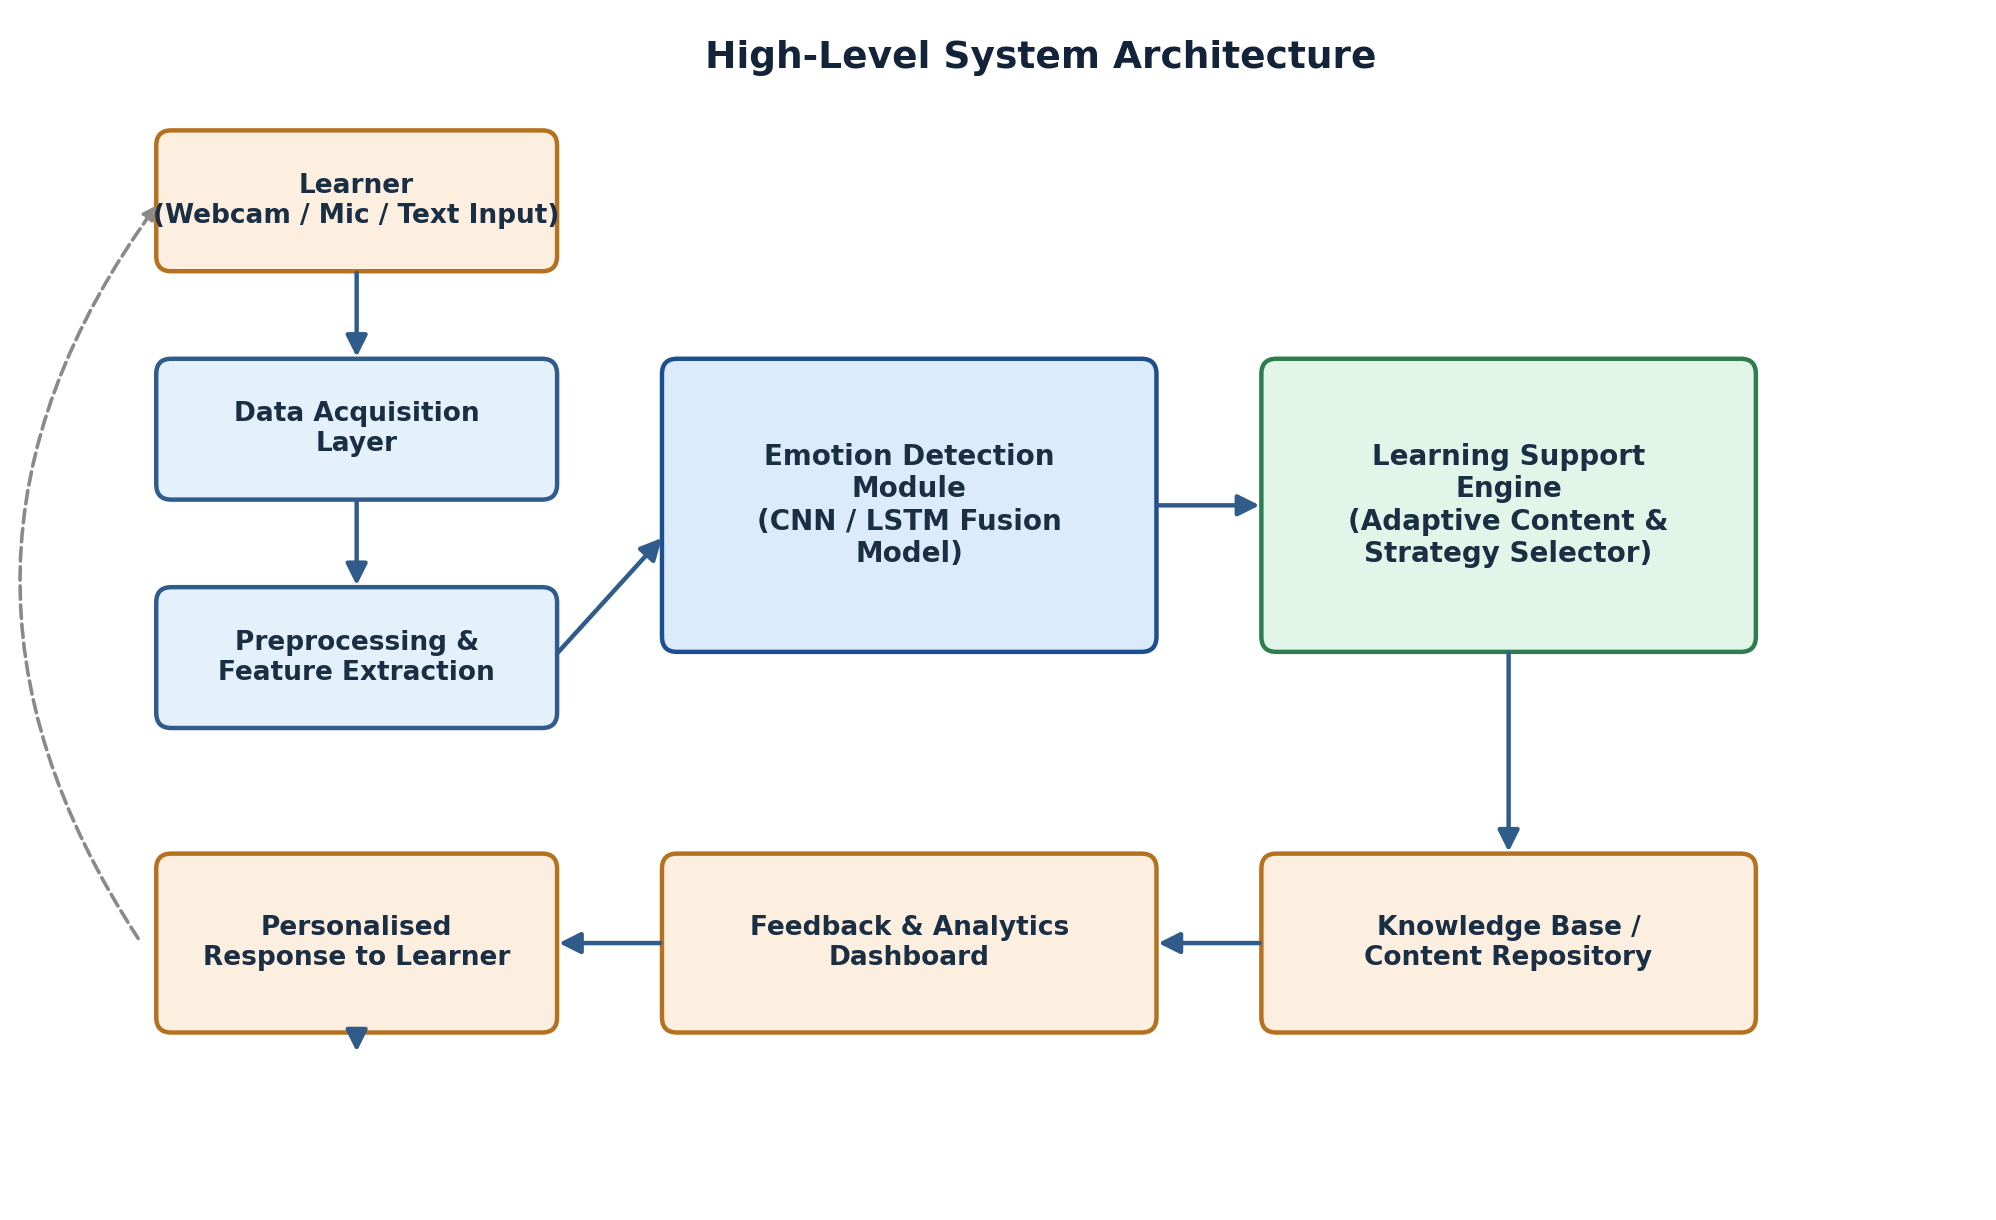 High-Level System Architecture
Learner
(Webcam / Mic / Text Input)
Data Acquisition
Layer
Preprocessing &
Feature Extraction
Emotion Detection
Module
(CNN / LSTM Fusion
Model)
Learning Support
Engine
(Adaptive Content &
Strategy Selector)
Personalised
Response to Learner
Feedback & Analytics
Dashboard
Knowledge Base /
Content Repository